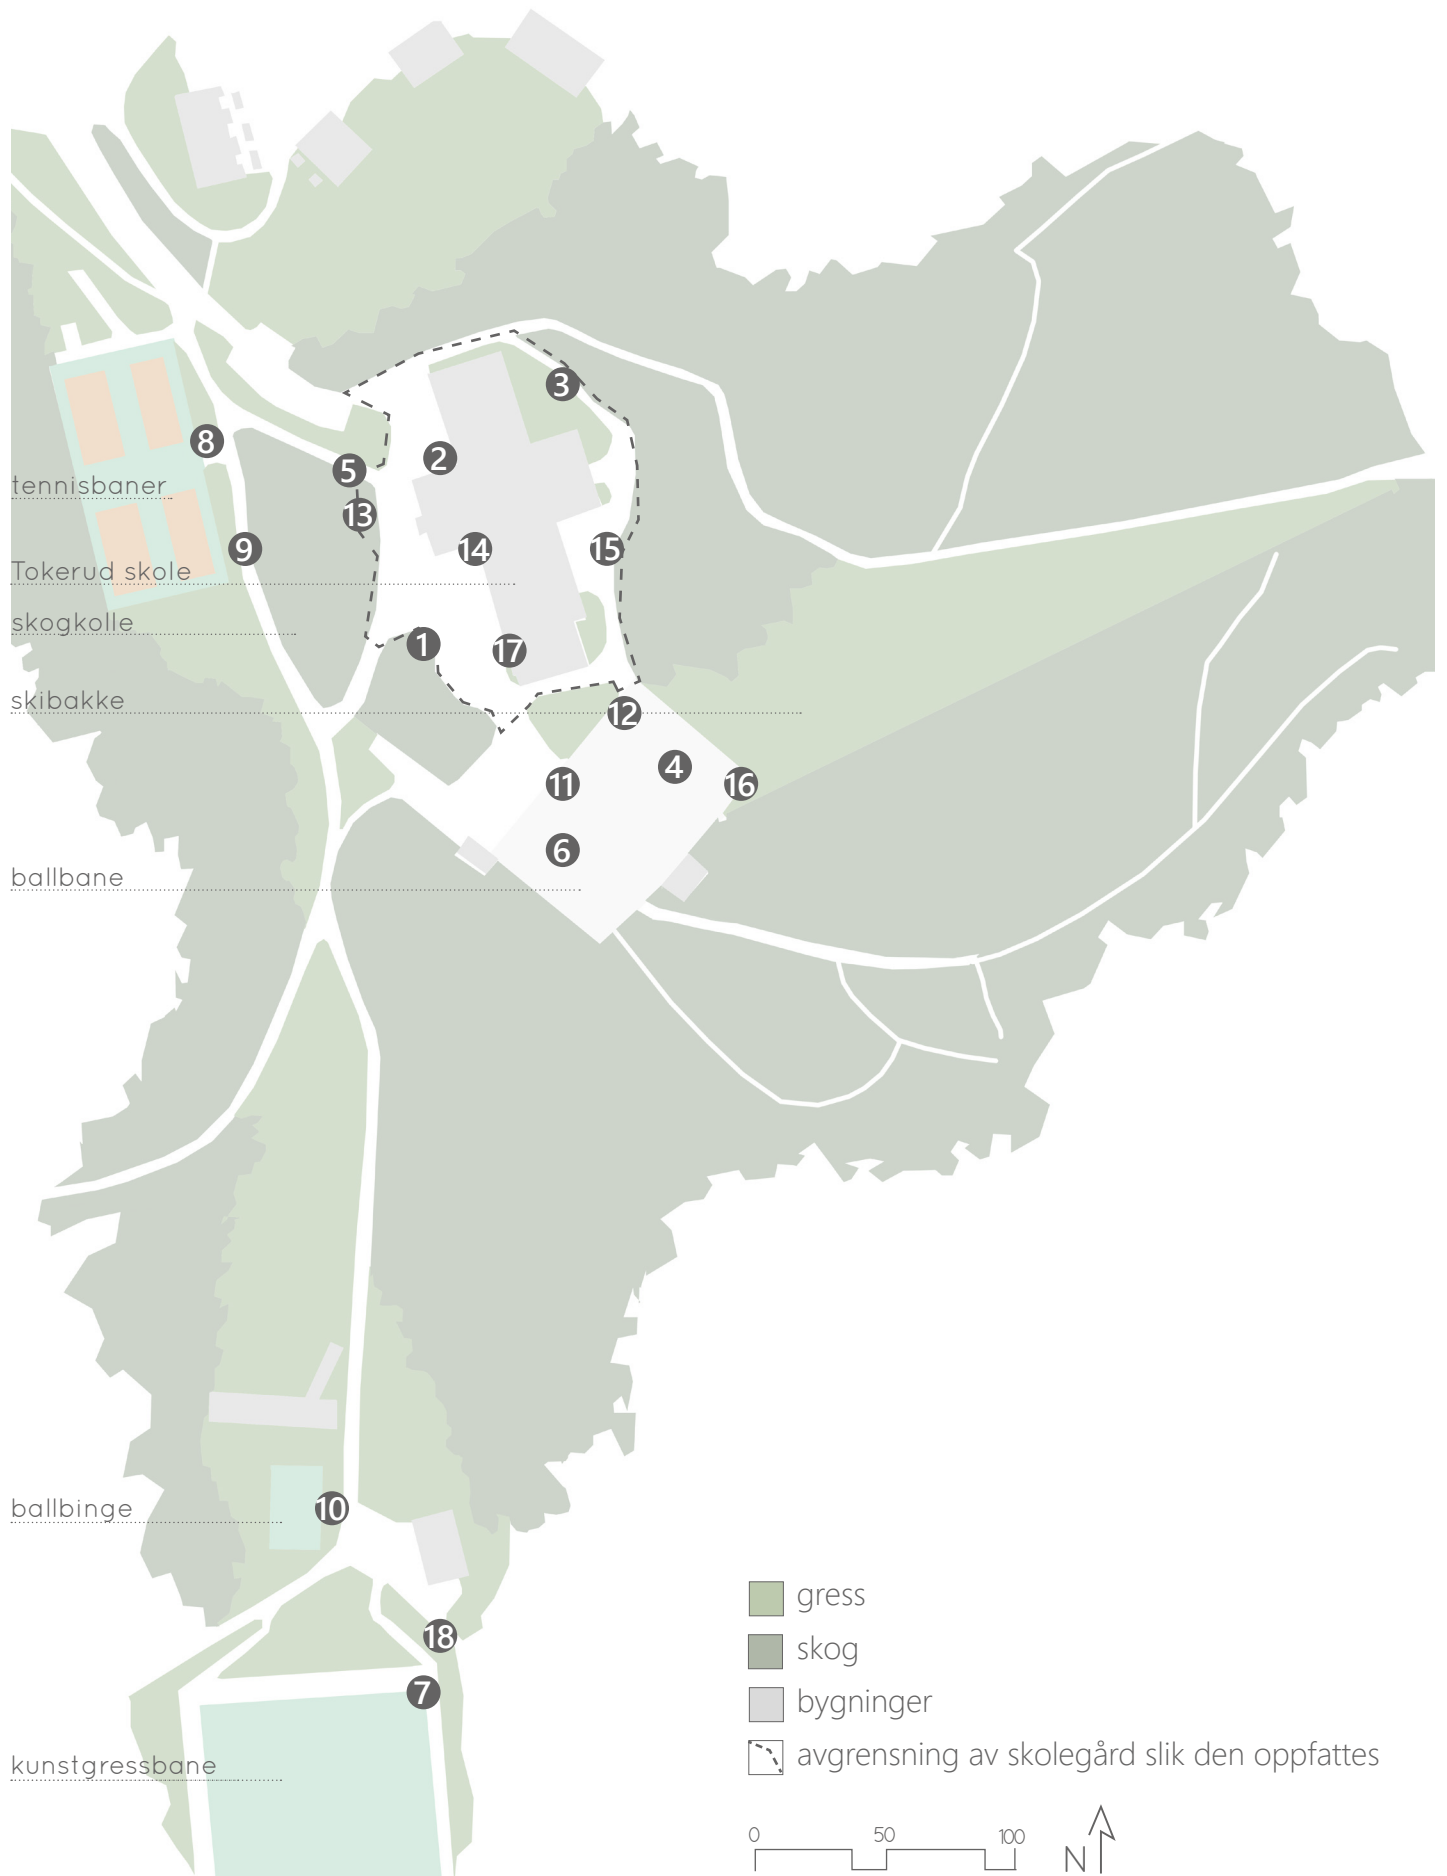 3
2
8
5
tennisbaner
13
9
14
15
Tokerud skole
skogkolle
1
17
skibakke
12
4
11
16
6
ballbane
ballbinge
10
gress
18
skog
7
bygninger
avgrensning av skolegård slik den oppfattes
kunstgressbane
0 50 100
N